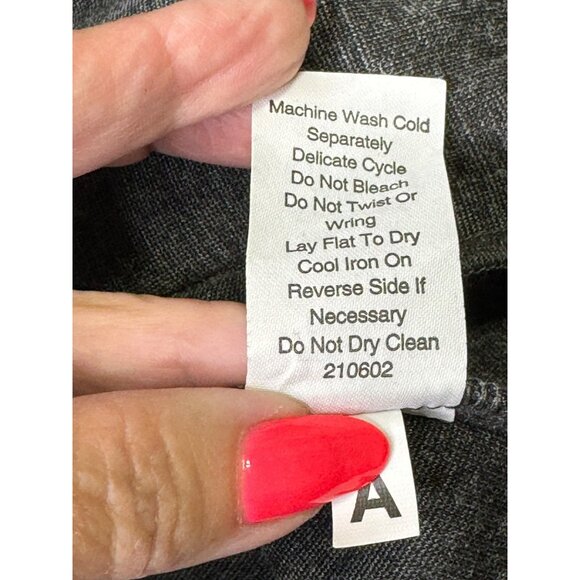 Machine Wash Cold
Separately
Delicate Cycle
Do Not Bleach
Do Not Twist Or
Wring
Lay Flat To Dry
Cool Iron On
Reverse Side If
Necessary
Do Not Dry Clean
210602
A